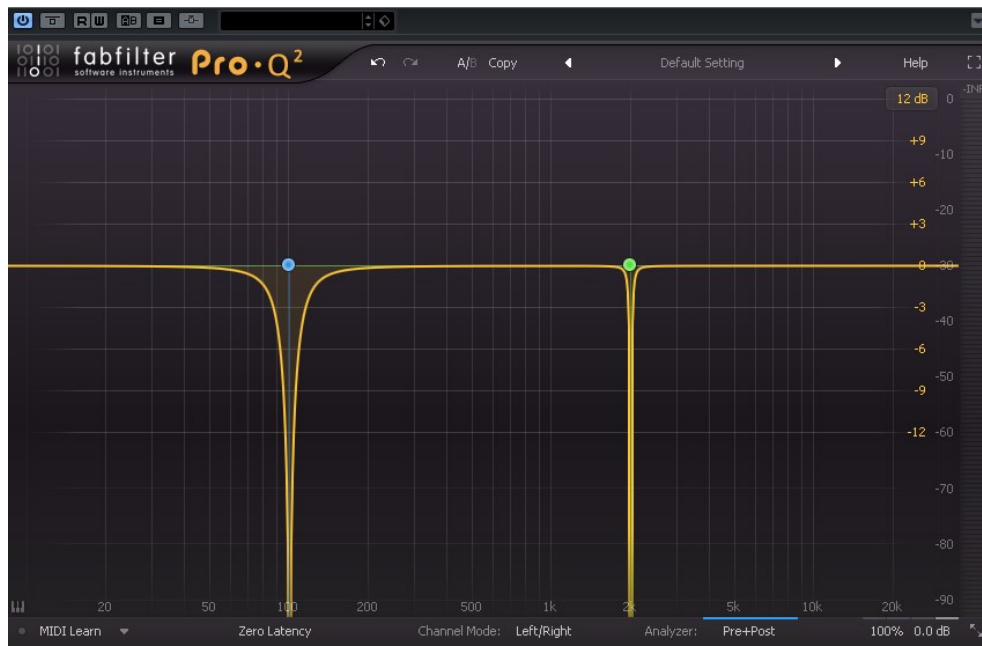 R W A B
fabfilter Pro·Q²
software instruments
A/B Copy Default Setting Help
12 dB 0 -INF
+9
-10
+6
-20
+3
0 -30
-3
-40
-6
-50
-9
-12 -60
-70
-80
20 50 100 200 500 1k 2k 5k 10k 20k -90
MIDI Learn Zero Latency Channel Mode: Left/Right Analyzer: Pre+Post 100% 0.0 dB